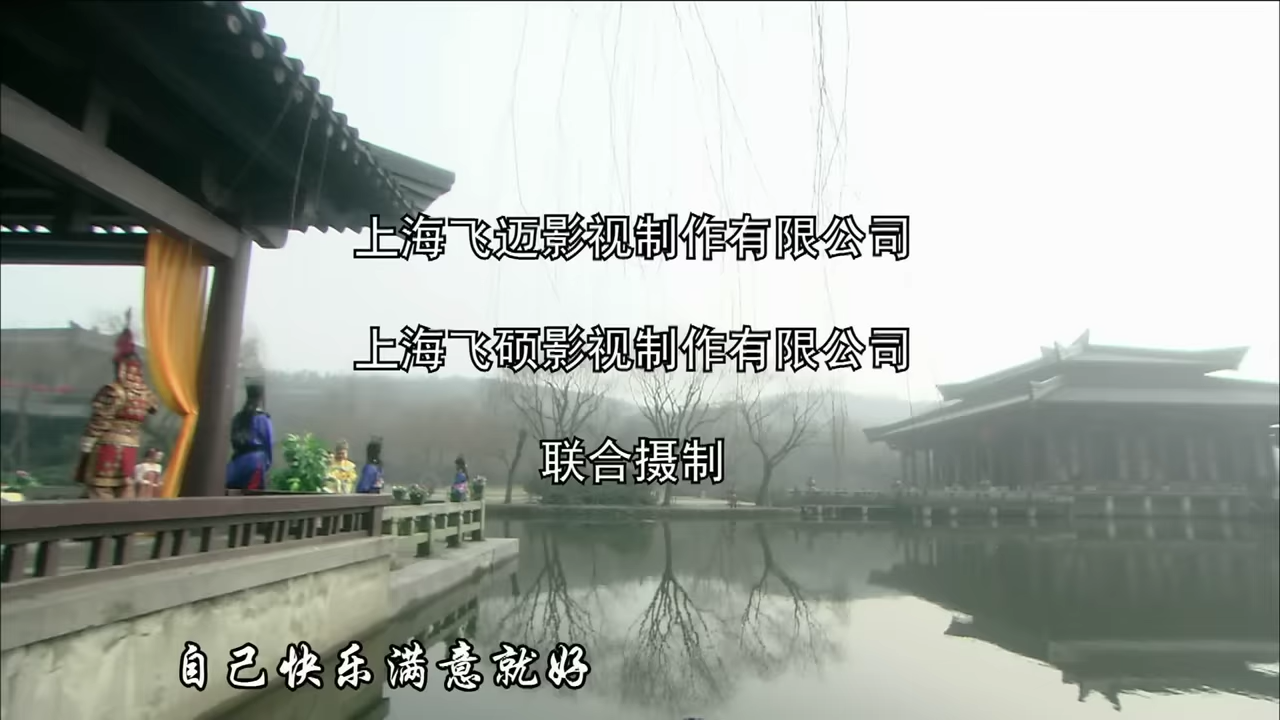 上海飞迈影视制作有限公司
上海飞硕影视制作有限公司
联合摄制
自己快乐满意就好